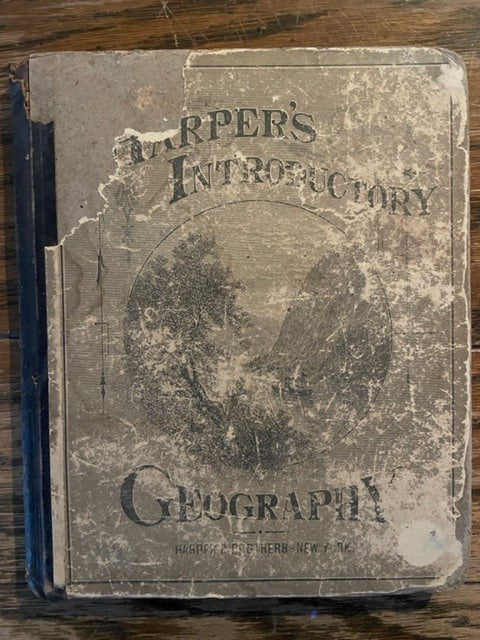 HARPER'S
INTRODUCTORY
GEOGRAPHY
HARPER & BROTHERS NEW YORK